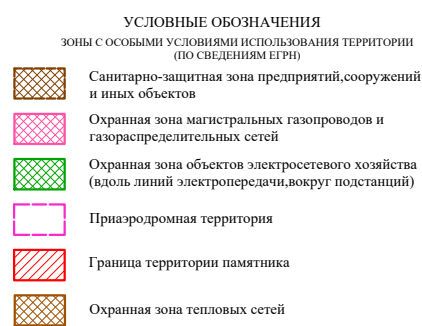 УСЛОВНЫЕ ОБОЗНАЧЕНИЯ
ЗОНЫ С ОСОБЫМИ УСЛОВИЯМИ ИСПОЛЬЗОВАНИЯ ТЕРРИТОРИИ
(ПО СВЕДЕНИЯМ ЕГРН)
Санитарно-защитная зона предприятий,сооружений
и иных объектов
Охранная зона магистральных газопроводов и
газораспределительных сетей
Охранная зона объектов электросетевого хозяйства
(вдоль линий электропередачи,вокруг подстанций)
Приаэродромная территория
Граница территории памятника
Охранная зона тепловых сетей